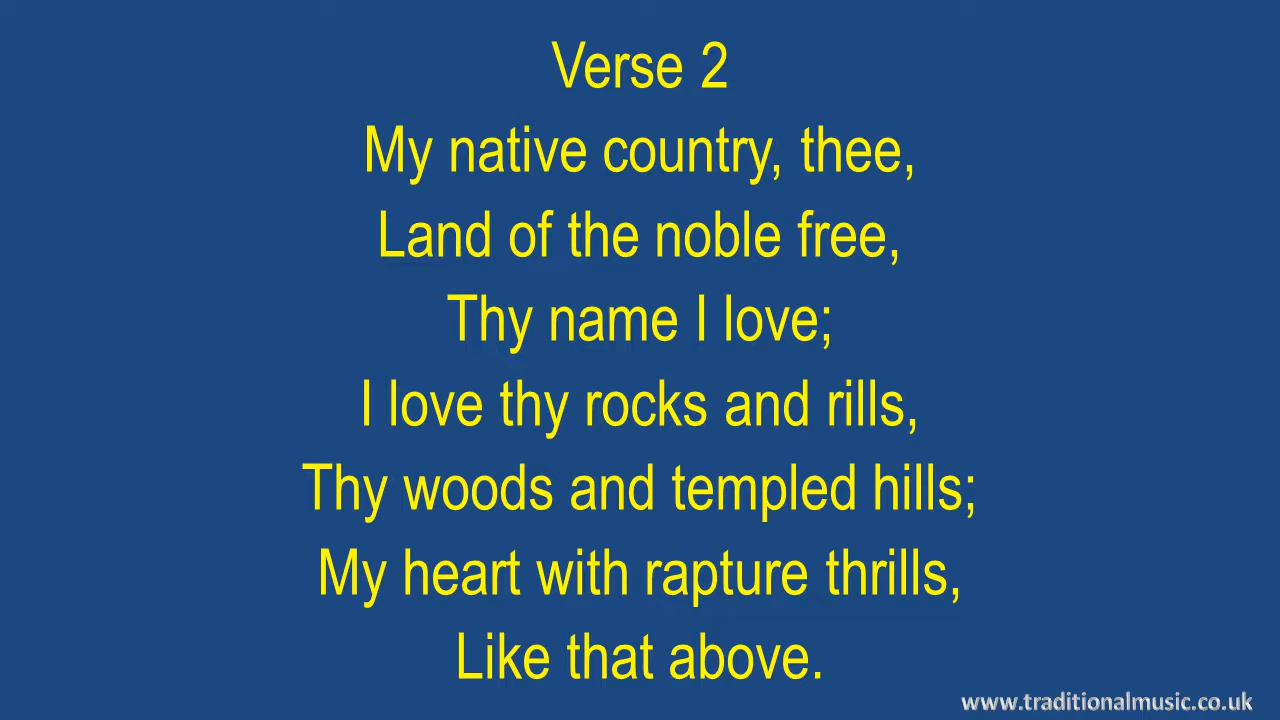 Verse 2
My native country, thee,
Land of the noble free,
Thy name I love;
I love thy rocks and rills,
Thy woods and templed hills;
My heart with rapture thrills,
Like that above.
www.traditionalmusic.co.uk